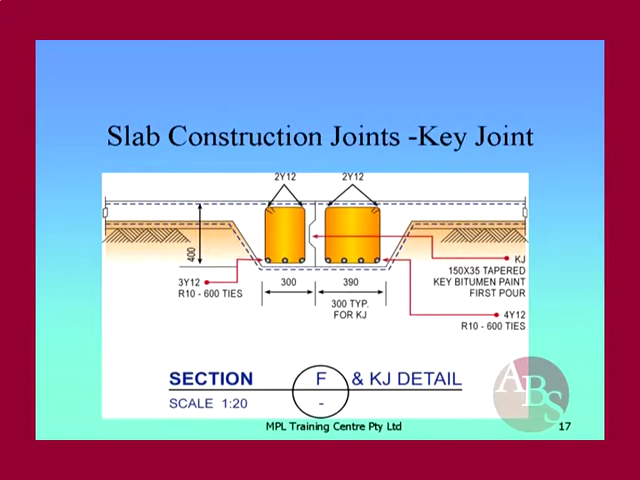 Slab Construction Joints -Key Joint
2Y12
2Y12
400
3Y12
R10 - 600 TIES
300
390
300 TYP.
FOR KJ
KJ
150X35 TAPERED
KEY BITUMEN PAINT
FIRST POUR
4Y12
R10 - 600 TIES
SECTION F & KJ DETAIL
SCALE 1:20 -
ABS
MPL Training Centre Pty Ltd
17